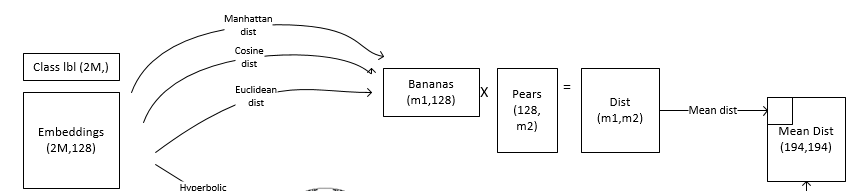 Manhattan
dist
Cosine
dist
Class lbl (2M,)
Euclidean
dist
Embeddings
(2M,128)
Hyperbolic
Bananas
(m1,128)
X
Pears
(128,
m2)
=
Dist
(m1,m2)
Mean dist
Mean Dist
(194,194)